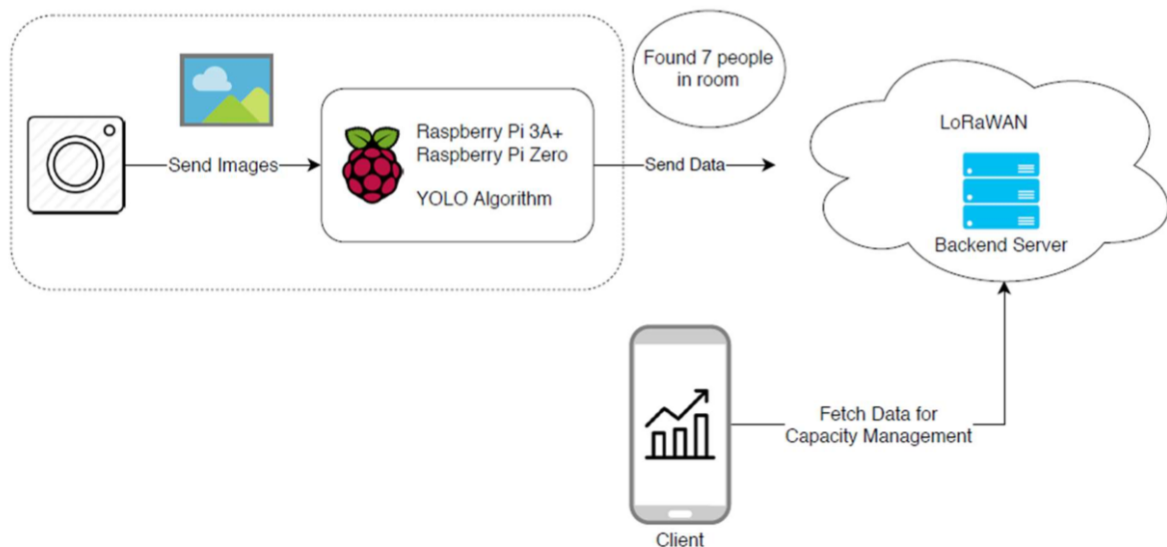 Send Images
Raspberry Pi 3A+
Raspberry Pi Zero
YOLO Algorithm
Found 7 people
in room
Send Data
LoRaWAN
Backend Server
Fetch Data for
Capacity Management
Client